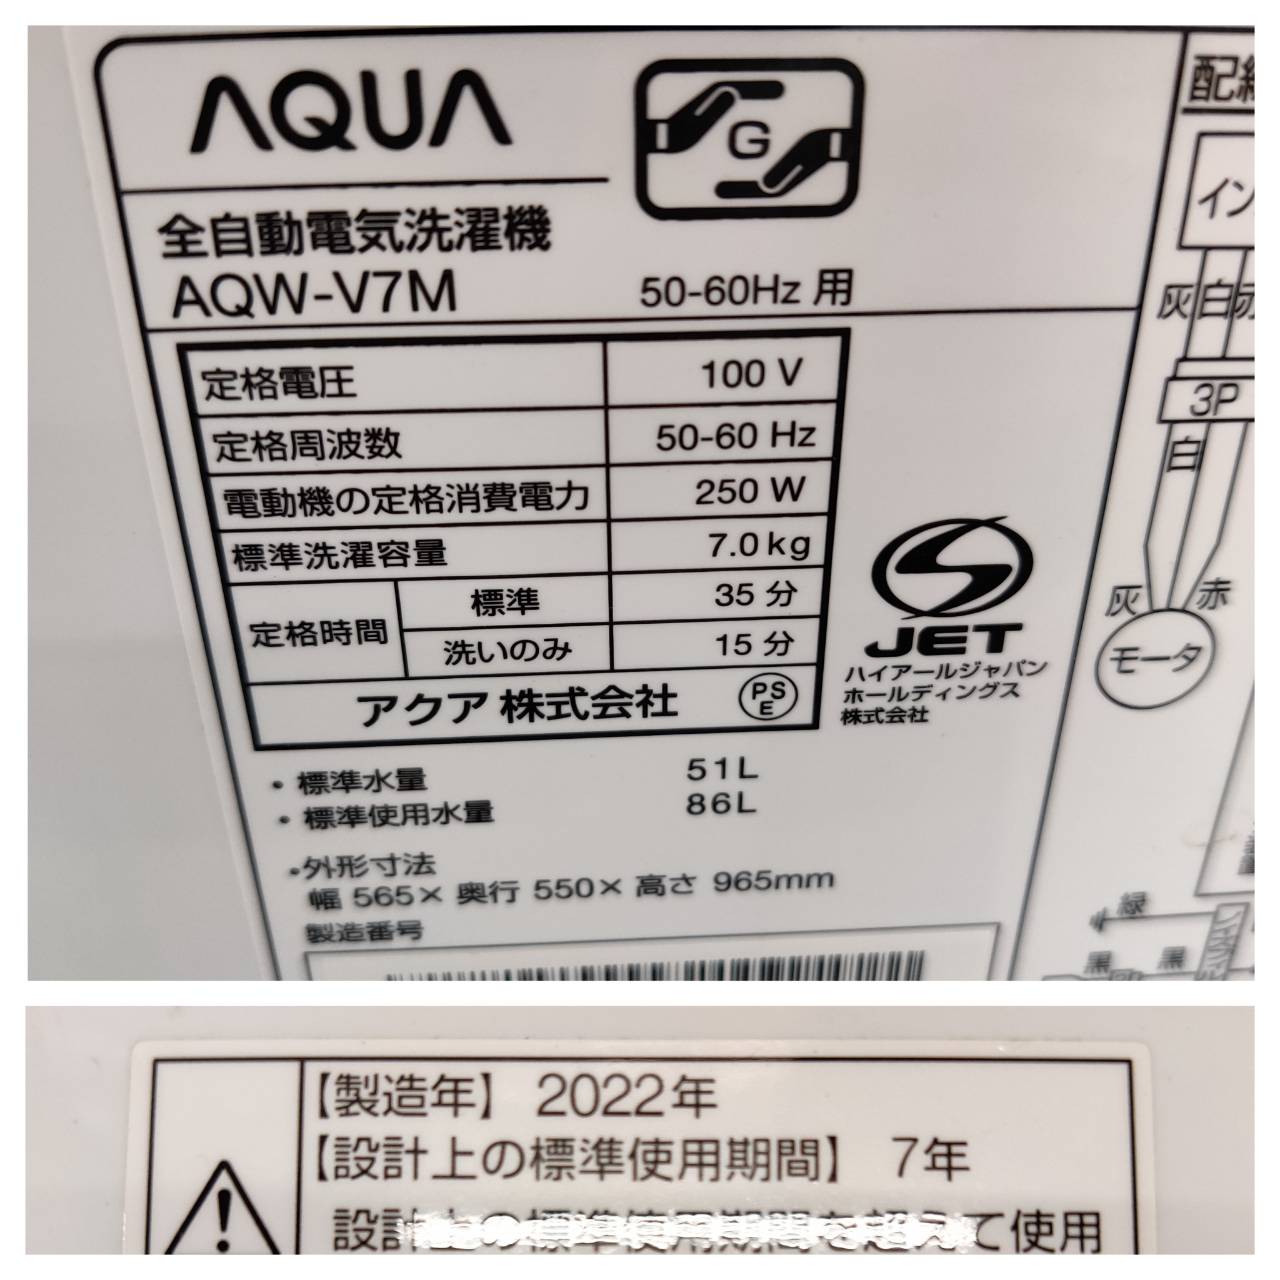 AQUA
G
全自動電気洗濯機
AQW-V7M 50-60Hz 用
定格電圧 100 V
定格周波数 50-60 Hz
電動機の定格消費電力 250 W
標準洗濯容量 7.0kg
定格時間 標準 35 分
洗いのみ 15 分
アクア 株式会社 PSE
JET
ハイアールジャパン
ホールディングス
株式会社
・標準水量 51L
・標準使用水量 86L
・外形寸法
幅 565× 奥行 550× 高さ 965mm
製造番号
配線
イン
灰 白 赤
3P
白
灰 赤
モータ
緑
黒 黒
【製造年】 2022年
【設計上の標準使用期間】 7年
設計上の標準使用期間を超えて使用